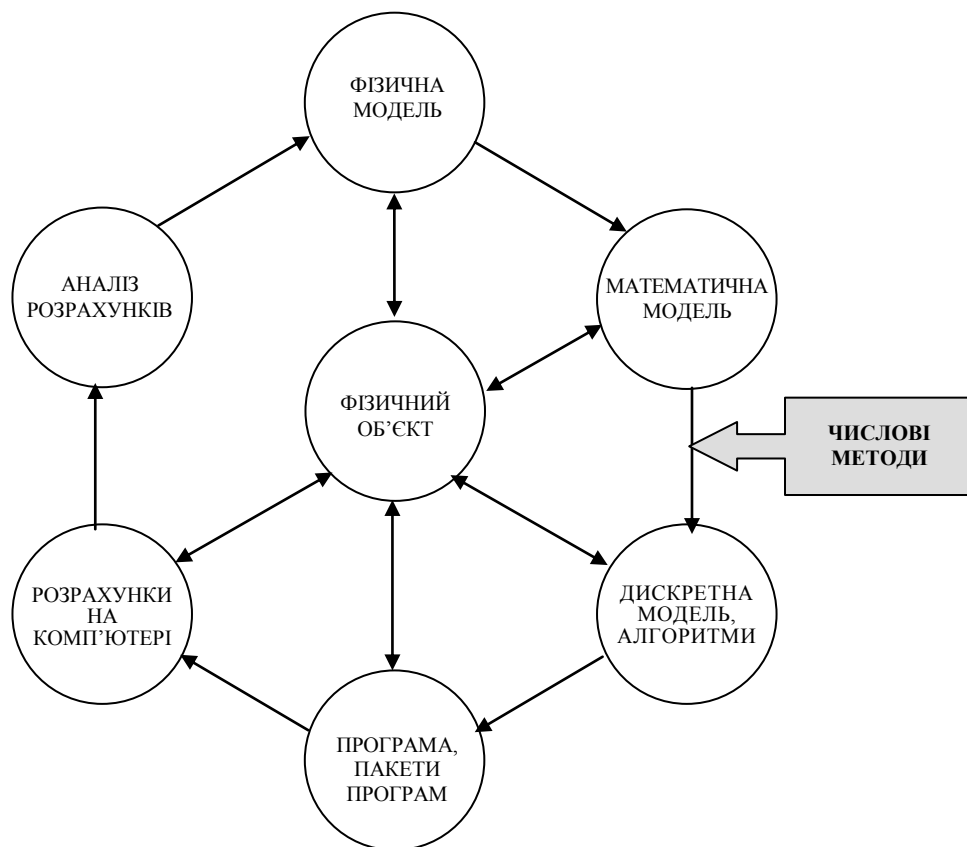 ФІЗИЧНА
МОДЕЛЬ
МАТЕМАТИЧНА
МОДЕЛЬ
АНАЛІЗ
РОЗРАХУНКІВ
ФІЗИЧНИЙ
ОБ’ЄКТ
ЧИСЛОВІ
МЕТОДИ
РОЗРАХУНКИ
НА
КОМП’ЮТЕРІ
ДИСКРЕТНА
МОДЕЛЬ,
АЛГОРИТМИ
ПРОГРАМА,
ПАКЕТИ
ПРОГРАМ